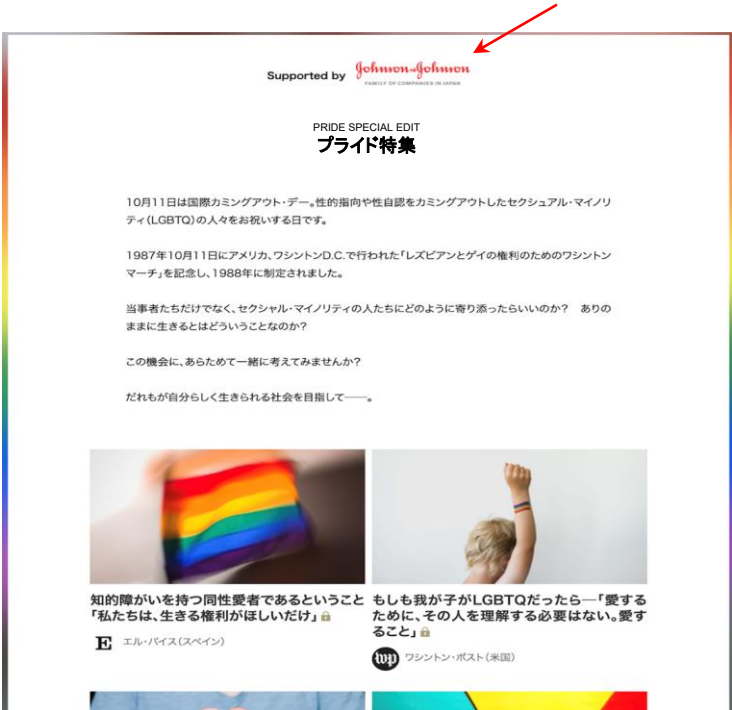 Supported by Johnson&Johnson
FAMILY OF COMPANIES IN JAPAN
PRIDE SPECIAL EDIT
プライド特集
10月11日は国際カミングアウト・デー。性的指向や性自認をカミングアウトしたセクシュアル・マイノリ
ティ(LGBTQ)の人々をお祝いする日です。
1987年10月11日にアメリカ、ワシントンD.C.で行われた「レズビアンとゲイの権利のためのワシントン
マーチ」を記念し、1988年に制定されました。
当事者たちだけでなく、セクシャル・マイノリティの人たちにどのように寄り添ったらいいのか?　ありの
ままに生きるとはどういうことなのか?
この機会に、あらためて一緒に考えてみませんか?
だれもが自分らしく生きられる社会を目指して──。
知的障がいを持つ同性愛者であるということ
「私たちは、生きる権利がほしいだけ」
E エル・パイス(スペイン)
もしも我が子がLGBTQだったら─「愛する
ために、その人を理解する必要はない。愛す
ること」
wp ワシントン・ポスト(米国)